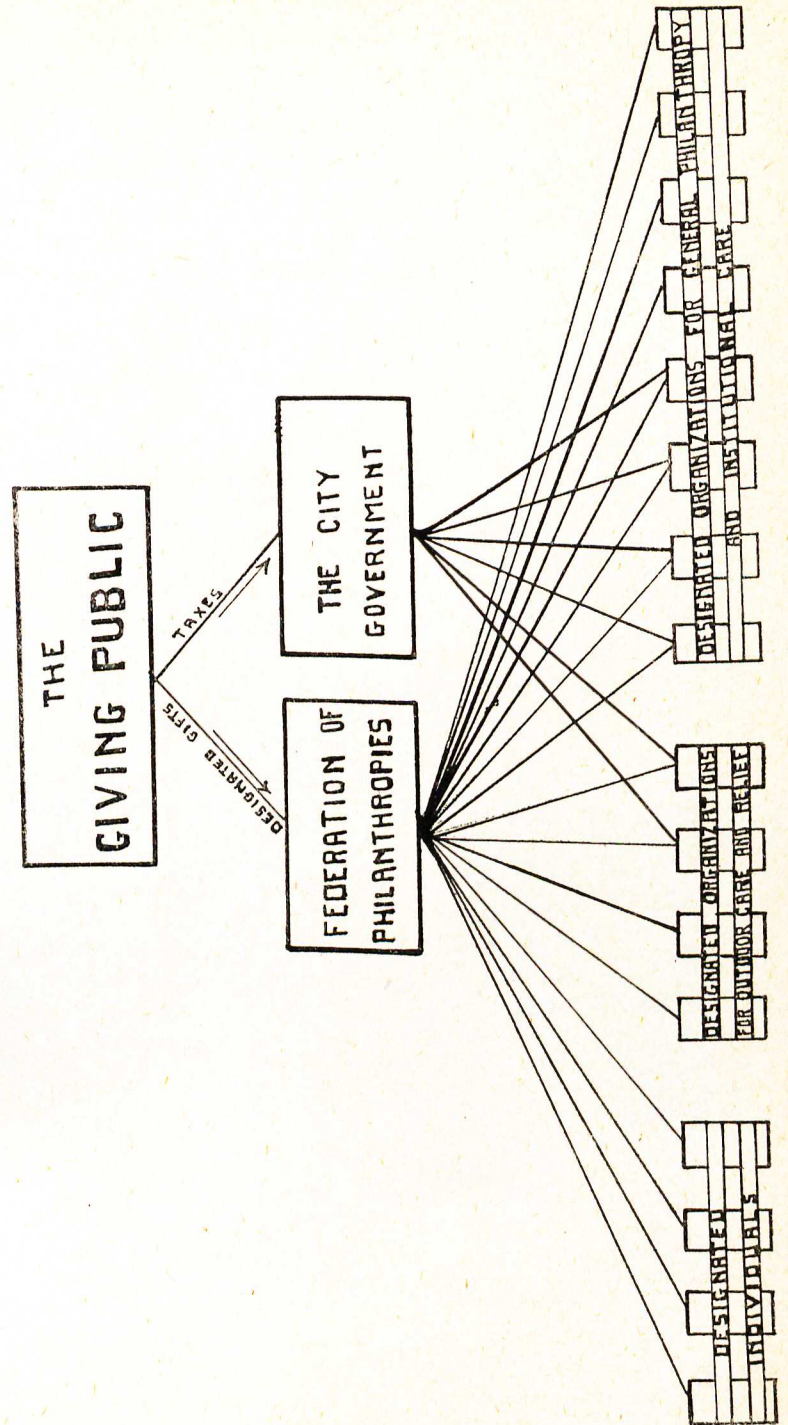 THE
GIVING PUBLIC
DESIGNATED GIFTS
TAXES
FEDERATION OF
PHILANTHROPIES
THE CITY
GOVERNMENT
DESIGNATED
INDIVIDUALS
DESIGNATED ORGANIZATIONS
FOR OUTDOOR CARE AND RELIEF
DESIGNATED ORGANIZATIONS FOR GENERAL PHILANTHROPY
AND INSTITUTIONAL CARE